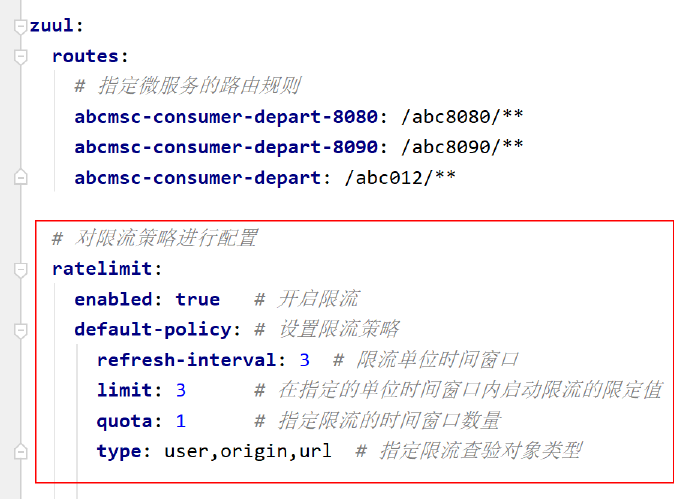 zuul:
routes:
# 指定微服务的路由规则
abcmsc-consumer-depart-8080: /abc8080/**
abcmsc-consumer-depart-8090: /abc8090/**
abcmsc-consumer-depart: /abc012/**
# 对限流策略进行配置
ratelimit:
enabled: true # 开启限流
default-policy: # 设置限流策略
refresh-interval: 3 # 限流单位时间窗口
limit: 3 # 在指定的单位时间窗口内启动限流的限定值
quota: 1 # 指定限流的时间窗口数量
type: user,origin,url # 指定限流查验对象类型